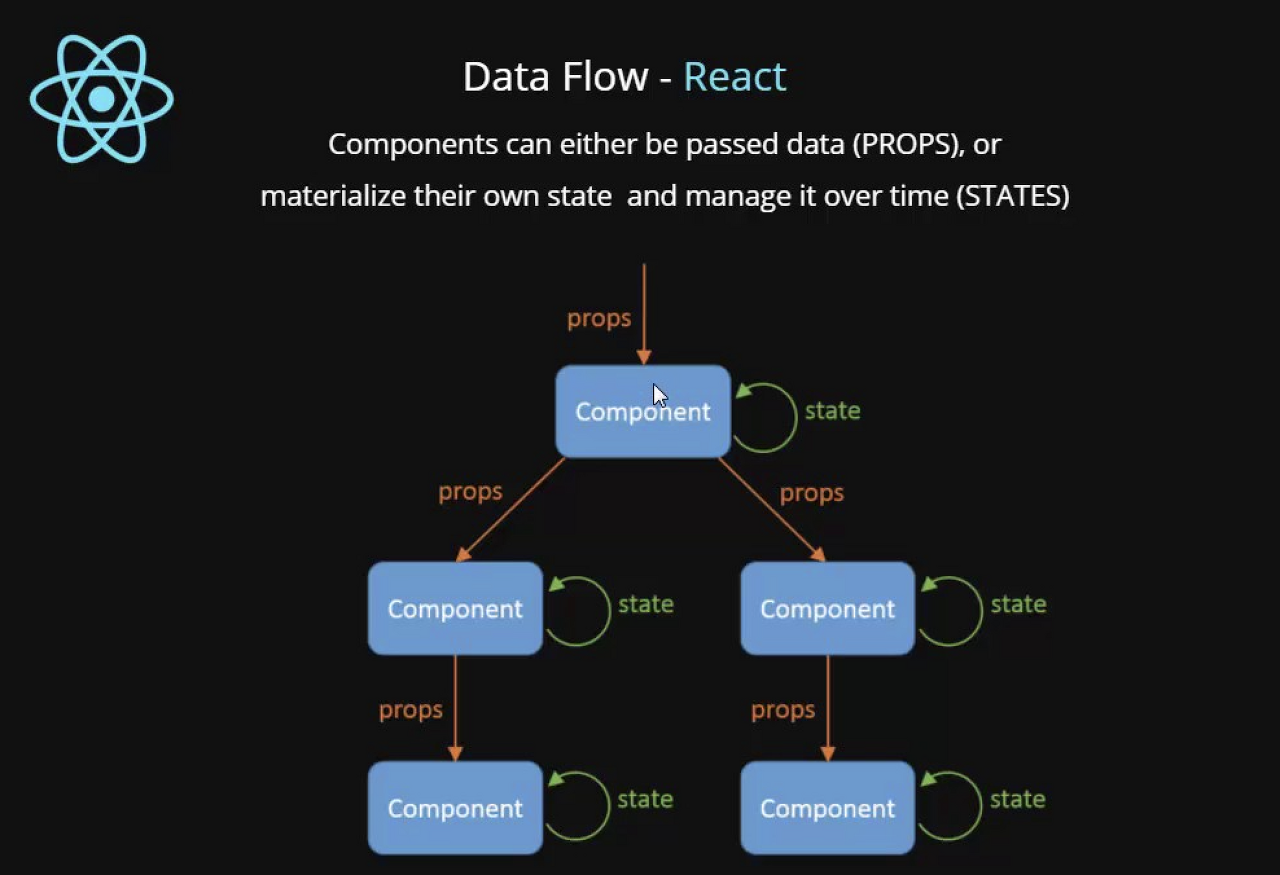 Data Flow - React
Components can either be passed data (PROPS), or
materialize their own state and manage it over time (STATES)
props
Component
state
props
props
Component
state
Component
state
props
props
Component
state
Component
state